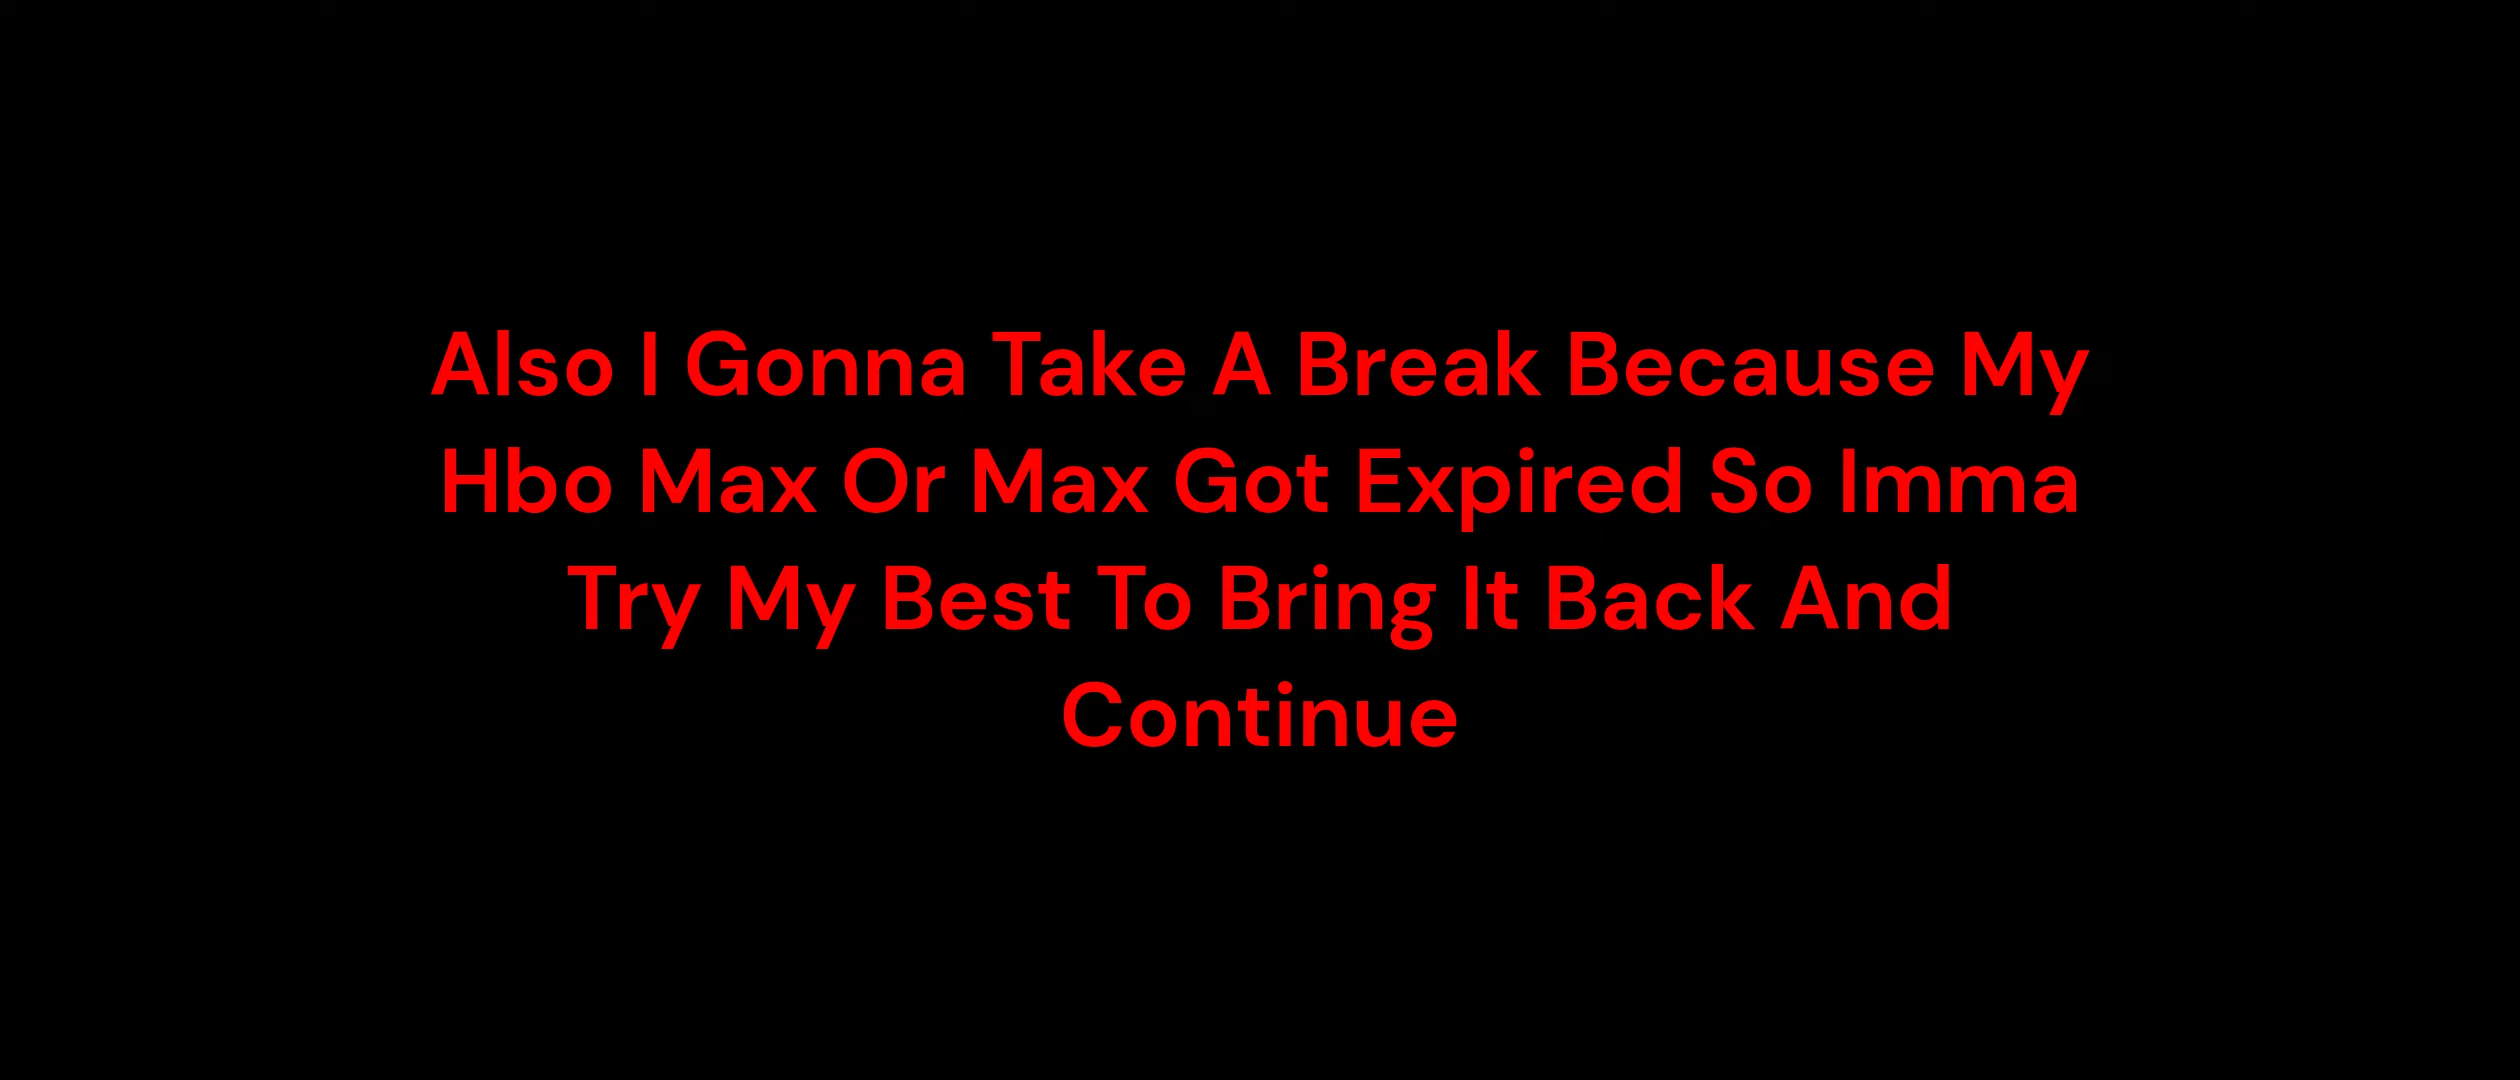 Also I Gonna Take A Break Because My
Hbo Max Or Max Got Expired So Imma
Try My Best To Bring It Back And
Continue